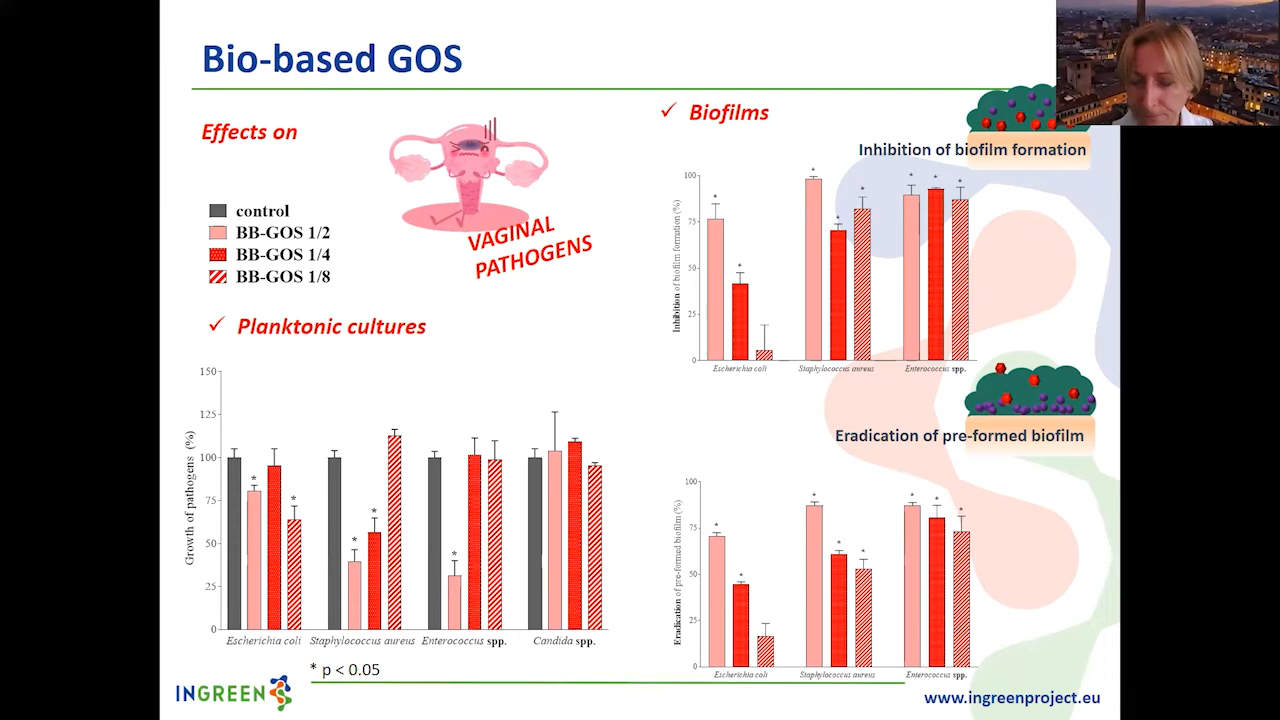 Bio-based GOS
Effects on
VAGINAL
PATHOGENS
control
BB-GOS 1/2
BB-GOS 1/4
BB-GOS 1/8
✓ Planktonic cultures
Growth of pathogens (%)
150
125
100
75
50
25
0
* * * * *
Escherichia coli Staphylococcus aureus Enterococcus spp. Candida spp.
* p < 0.05
✓ Biofilms
Inhibition of biofilm formation
Inhibition of biofilm formation (%)
100
75
50
25
0
* * * * * * * *
Escherichia coli Staphylococcus aureus Enterococcus spp.
Eradication of pre-formed biofilm
Eradication of pre-formed biofilm (%)
100
75
50
25
0
* * * * * * * *
Escherichia coli Staphylococcus aureus Enterococcus spp.
INGREEN
www.ingreenproject.eu